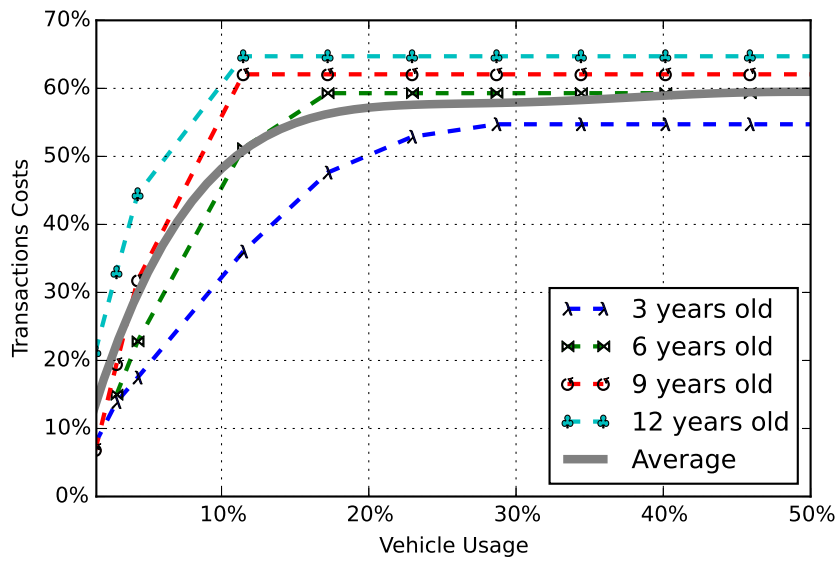 70%
60%
50%
40%
30%
20%
10%
0%
Transactions Costs
3 years old
6 years old
9 years old
12 years old
Average
10% 20% 30% 40% 50%
Vehicle Usage